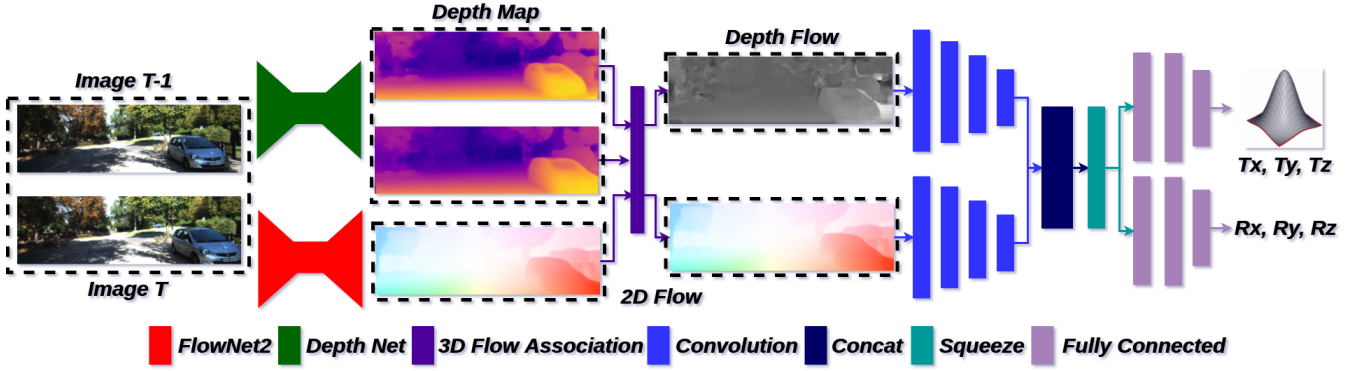 Depth Map
Depth Flow
Image T-1
Tx, Ty, Tz
Rx, Ry, Rz
Image T
2D Flow
FlowNet2
Depth Net
3D Flow Association
Convolution
Concat
Squeeze
Fully Connected